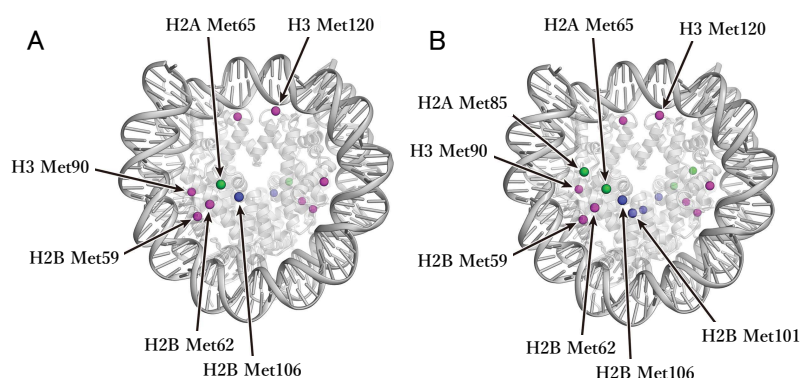 A
H2A Met65
H3 Met120
H3 Met90
H2B Met59
H2B Met62
H2B Met106
B
H2A Met65
H3 Met120
H2A Met85
H3 Met90
H2B Met59
H2B Met62
H2B Met101
H2B Met106